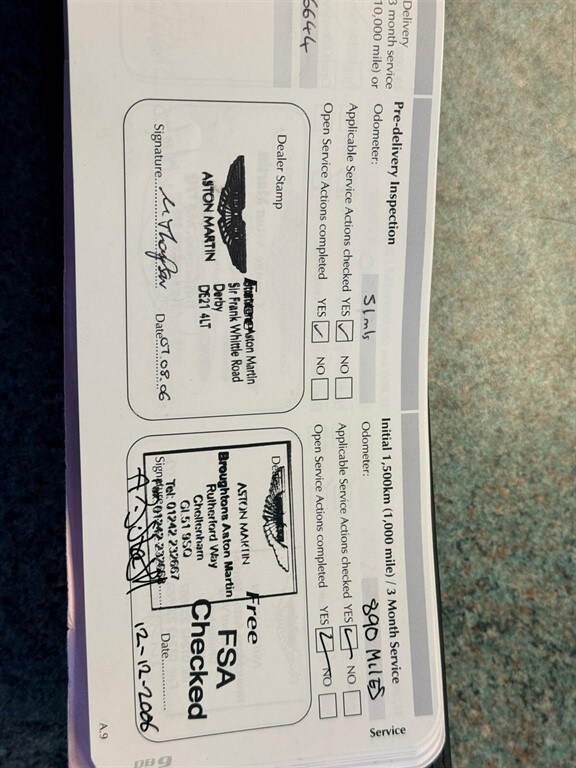 Delivery
3 month service
10,000 mile) or
6644
Pre-delivery Inspection
Odometer: 51 mls
Applicable Service Actions checked YES ✓ NO
Open Service Actions completed YES ✓ NO
Dealer Stamp
ASTON MARTIN
Aston Martin
Sir Frank Whittle Road
Derby
DE21 4LT
Signature Date 07.08.06
Initial 1,500km (1,000 mile) / 3 Month Service
Odometer: 890 MILES
Applicable Service Actions checked YES ✓ NO
Open Service Actions completed YES ✓ NO
ASTON MARTIN
Broughtons Aston Martin
Rutherford Way
Cheltenham
GL51 9SQ
Tel: 01242 232667
Free
FSA
Checked
Signature Date 12-12-2006
Service
A.9
DB9